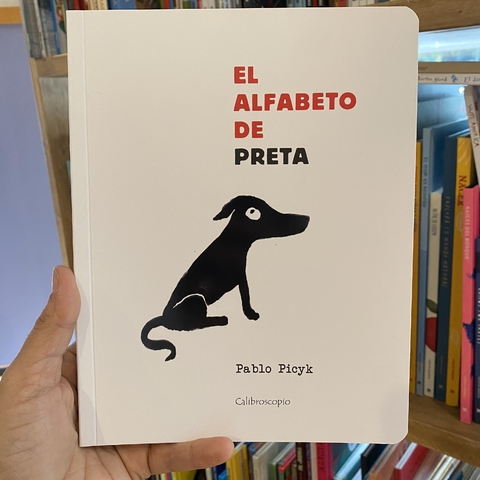 EL
ALFABETO
DE
PRETA
Pablo Picyk
Calibroscopio